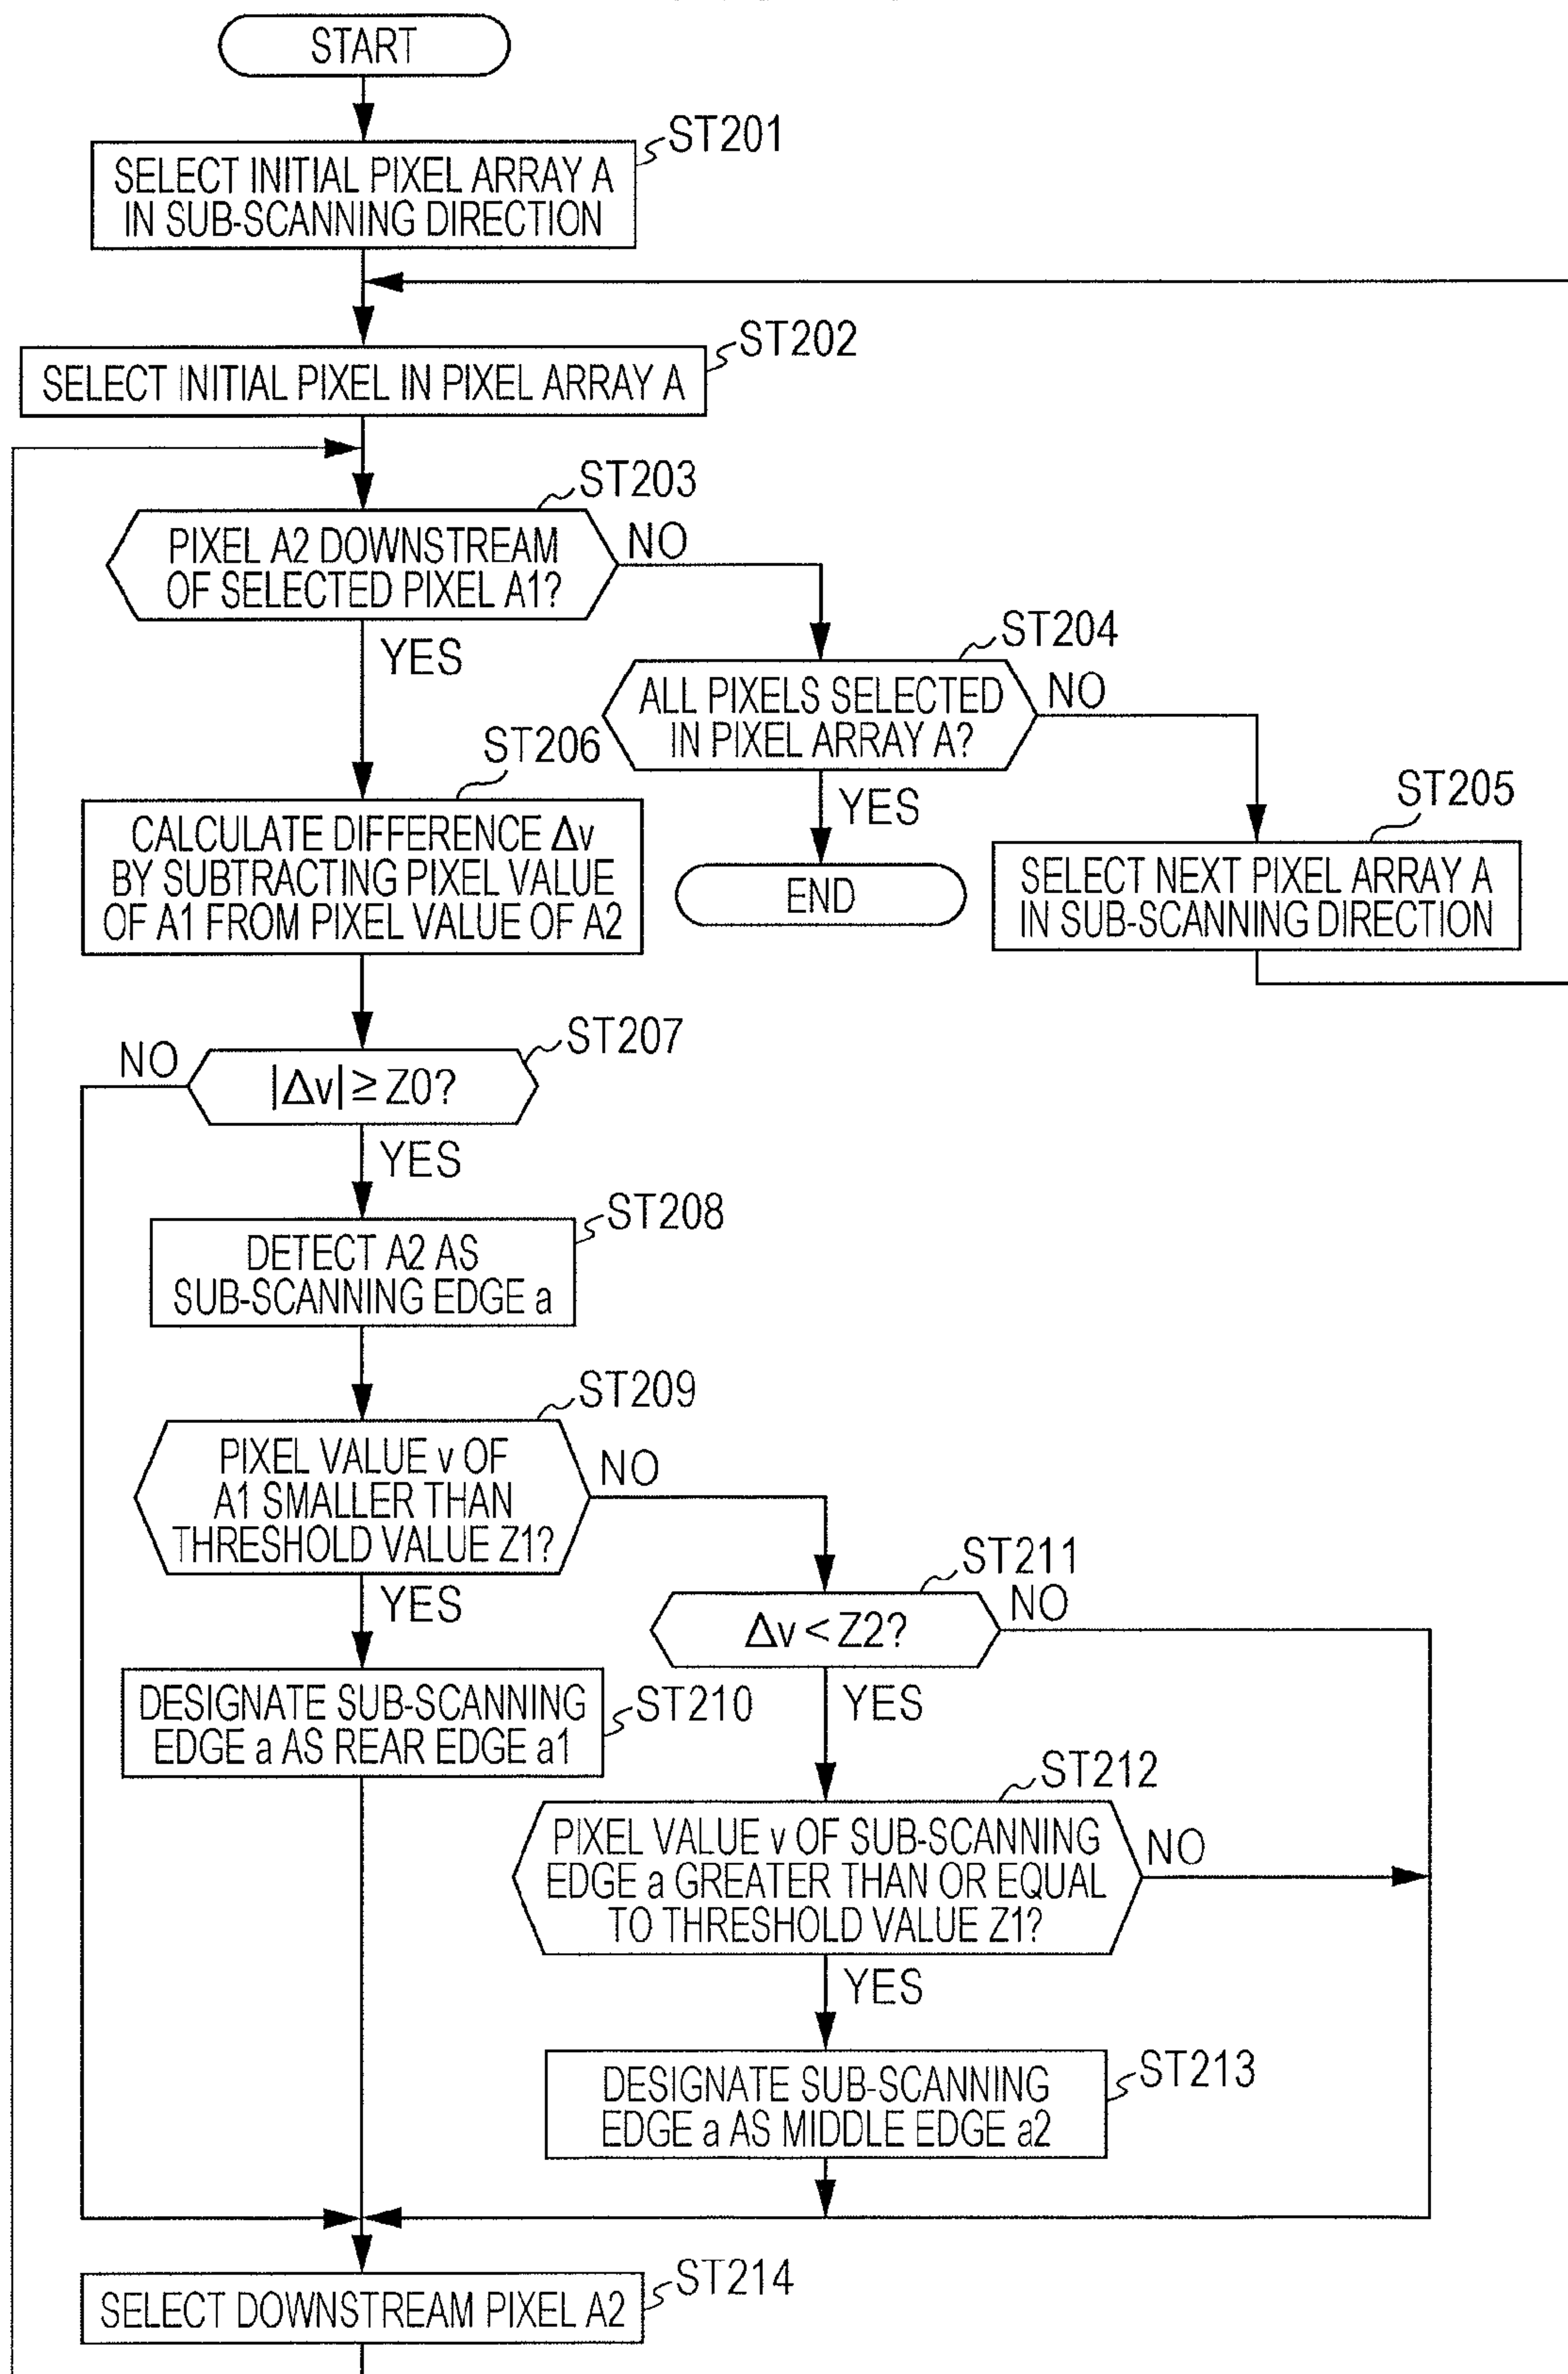 START
ST201
SELECT INITIAL PIXEL ARRAY A
IN SUB-SCANNING DIRECTION
ST202
SELECT INITIAL PIXEL IN PIXEL ARRAY A
ST203
PIXEL A2 DOWNSTREAM
OF SELECTED PIXEL A1?
NO
YES
ST204
ALL PIXELS SELECTED
IN PIXEL ARRAY A?
NO
YES
END
ST205
SELECT NEXT PIXEL ARRAY A
IN SUB-SCANNING DIRECTION
ST206
CALCULATE DIFFERENCE Δv
BY SUBTRACTING PIXEL VALUE
OF A1 FROM PIXEL VALUE OF A2
ST207
NO
|Δv| ≥ Z0?
YES
ST208
DETECT A2 AS
SUB-SCANNING EDGE a
ST209
PIXEL VALUE v OF
A1 SMALLER THAN
THRESHOLD VALUE Z1?
NO
YES
ST210
DESIGNATE SUB-SCANNING
EDGE a AS REAR EDGE a1
ST211
Δv < Z2?
NO
YES
ST212
PIXEL VALUE v OF SUB-SCANNING
EDGE a GREATER THAN OR EQUAL
TO THRESHOLD VALUE Z1?
NO
YES
ST213
DESIGNATE SUB-SCANNING
EDGE a AS MIDDLE EDGE a2
ST214
SELECT DOWNSTREAM PIXEL A2